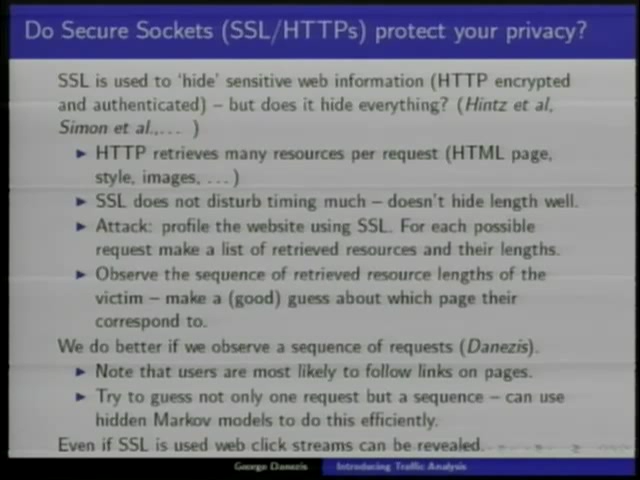 Do Secure Sockets (SSL/HTTPs) protect your privacy?
SSL is used to 'hide' sensitive web information (HTTP encrypted
and authenticated) – but does it hide everything? (Hintz et al,
Simon et al.,... )
▶ HTTP retrieves many resources per request (HTML page,
style, images, ...)
▶ SSL does not disturb timing much – doesn't hide length well.
▶ Attack: profile the website using SSL. For each possible
request make a list of retrieved resources and their lengths.
▶ Observe the sequence of retrieved resource lengths of the
victim – make a (good) guess about which page their
correspond to.
We do better if we observe a sequence of requests (Danezis).
▶ Note that users are most likely to follow links on pages.
▶ Try to guess not only one request but a sequence – can use
hidden Markov models to do this efficiently.
Even if SSL is used web click streams can be revealed.
George Danezis
Introducing Traffic Analysis